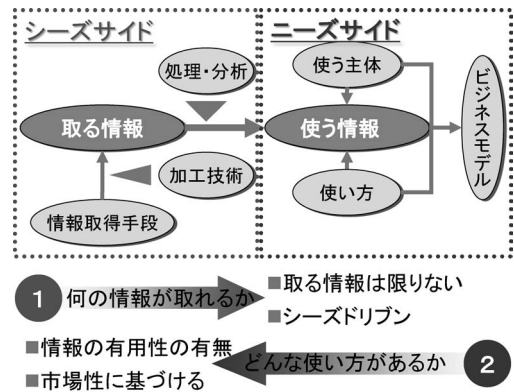 シーズサイド
ニーズサイド
処理・分析
使う主体
取る情報
使う情報
ビジネスモデル
加工技術
使い方
情報取得手段
1 何の情報が取れるか
■取る情報は限りない
■シーズドリブン
■情報の有用性の有無
■市場性に基づける
どんな使い方があるか 2